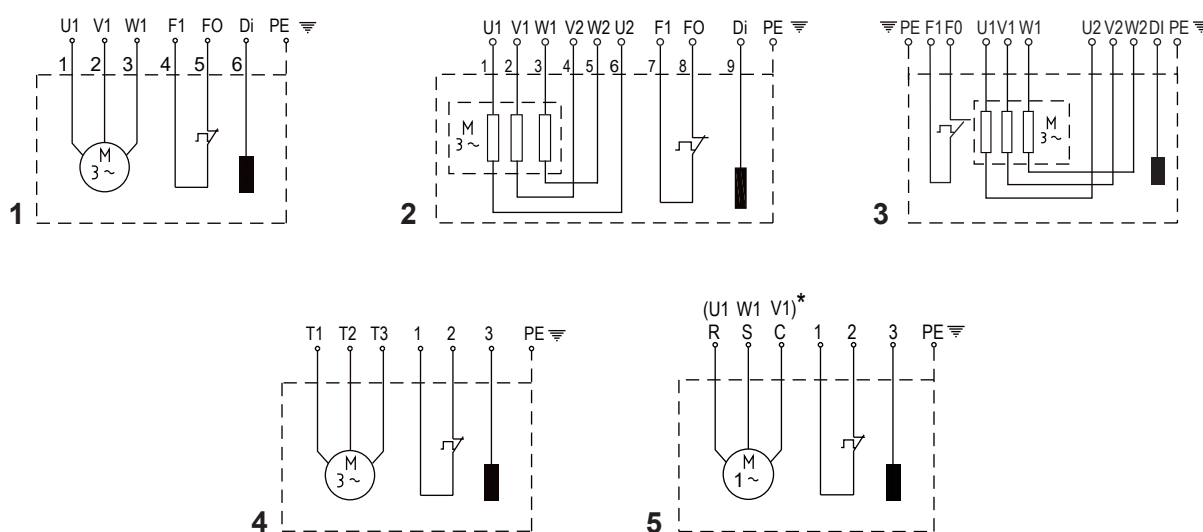 U1 V1 W1 F1 FO Di PE
1 2 3 4 5 6
M
3~
1
U1 V1 W1 V2 W2 U2 F1 FO Di PE
1 2 3 4 5 6 7 8 9
M
3~
2
PE F1 F0 U1 V1 W1 U2 V2 W2 DI PE
M
3~
3
T1 T2 T3 1 2 3 PE
M
3~
4
(U1 W1 V1)*
R S C 1 2 3 PE
M
1~
5